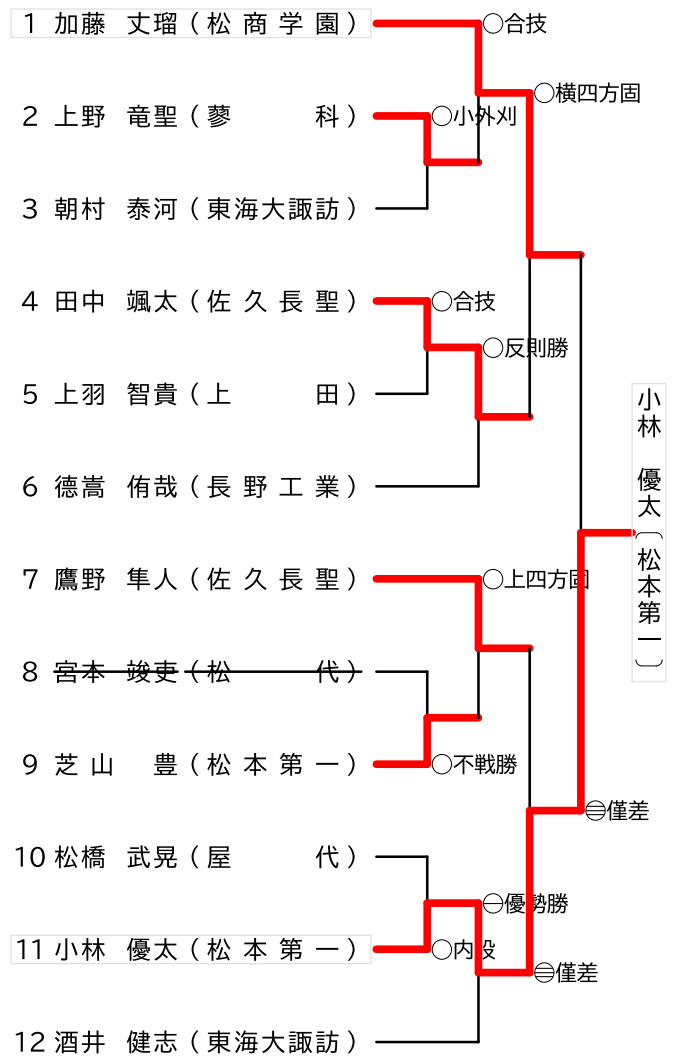 1 加藤 丈瑠（松商学園）
○合技
○横四方固
2 上野 竜聖（蓼科）
○小外刈
3 朝村 泰河（東海大諏訪）
4 田中 颯太（佐久長聖）
○合技
○反則勝
5 上羽 智貴（上田）
6 德嵩 侑哉（長野工業）
7 鷹野 隼人（佐久長聖）
○上四方固
8 宮本 竣吏（松代）
9 芝山 豊（松本第一）
○不戦勝
10 松橋 武晃（屋代）
㊀優勢勝
11 小林 優太（松本第一）
○内股
㊂僅差
12 酒井 健志（東海大諏訪）
㊂僅差
小林 優太（松本第一）